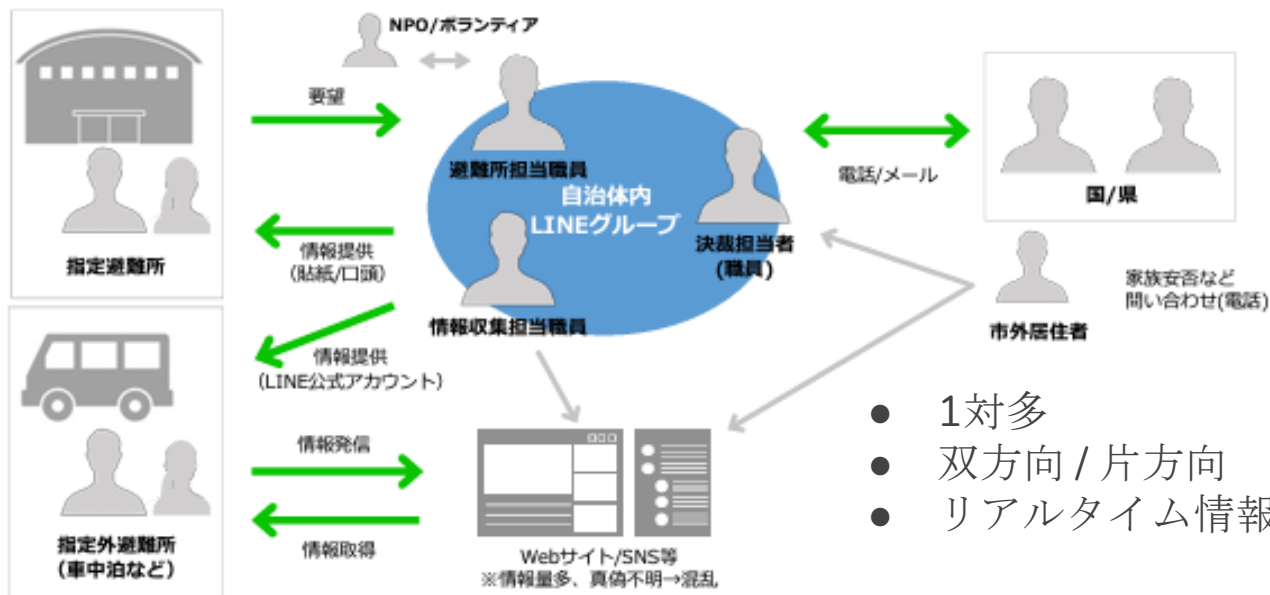 NPO/ボランティア
要望
避難所担当職員
自治体内
LINEグループ
電話/メール
国/県
指定避難所
情報提供
(貼紙/口頭)
決裁担当者
(職員)
情報収集担当職員
家族安否など
問い合わせ(電話)
市外居住者
情報提供
(LINE公式アカウント)
● 1対多
● 双方向 / 片方向
● リアルタイム情報
情報発信
情報取得
指定外避難所
(車中泊など)
Webサイト/SNS等
※情報量多、真偽不明→混乱